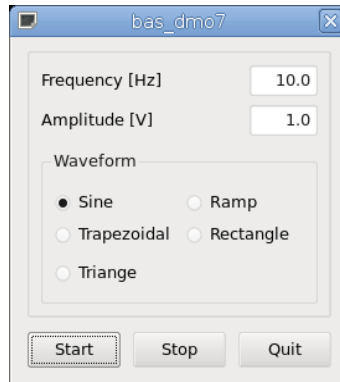 bas_dmo7
Frequency [Hz] 10.0
Amplitude [V] 1.0
Waveform
Sine Ramp
Trapezoidal Rectangle
Triange
Start Stop Quit